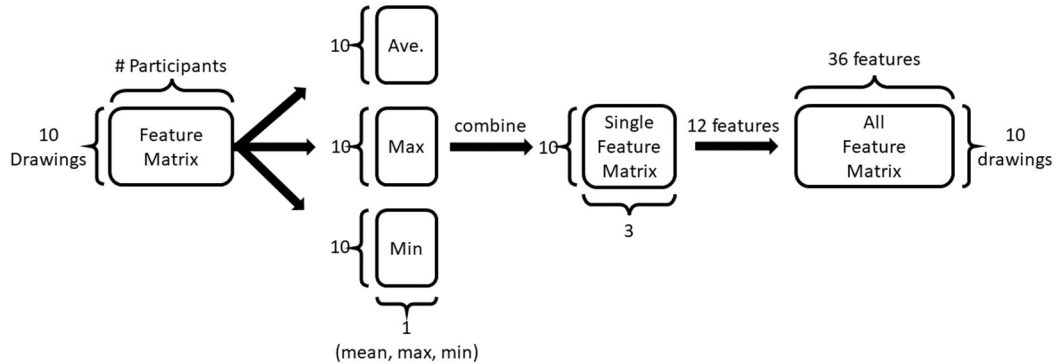 # Participants
10
Drawings
Feature
Matrix
10
Ave.
10
Max
10
Min
1
(mean, max, min)
combine
10
Single
Feature
Matrix
3
12 features
36 features
All
Feature
Matrix
10
drawings